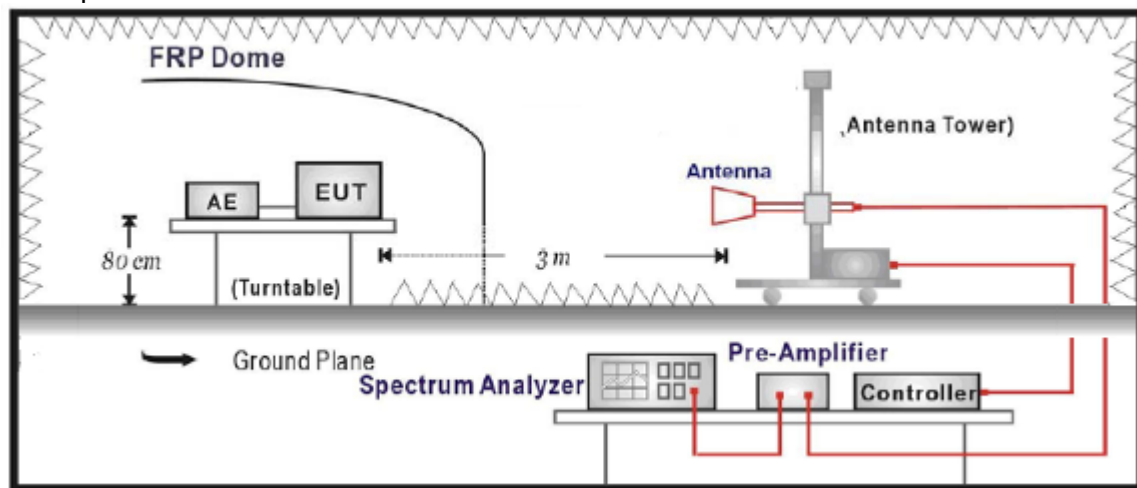 FRP Dome
(Antenna Tower)
Antenna
AE
EUT
80 cm
3 m
(Turntable)
Ground Plane
Pre-Amplifier
Spectrum Analyzer
Controller